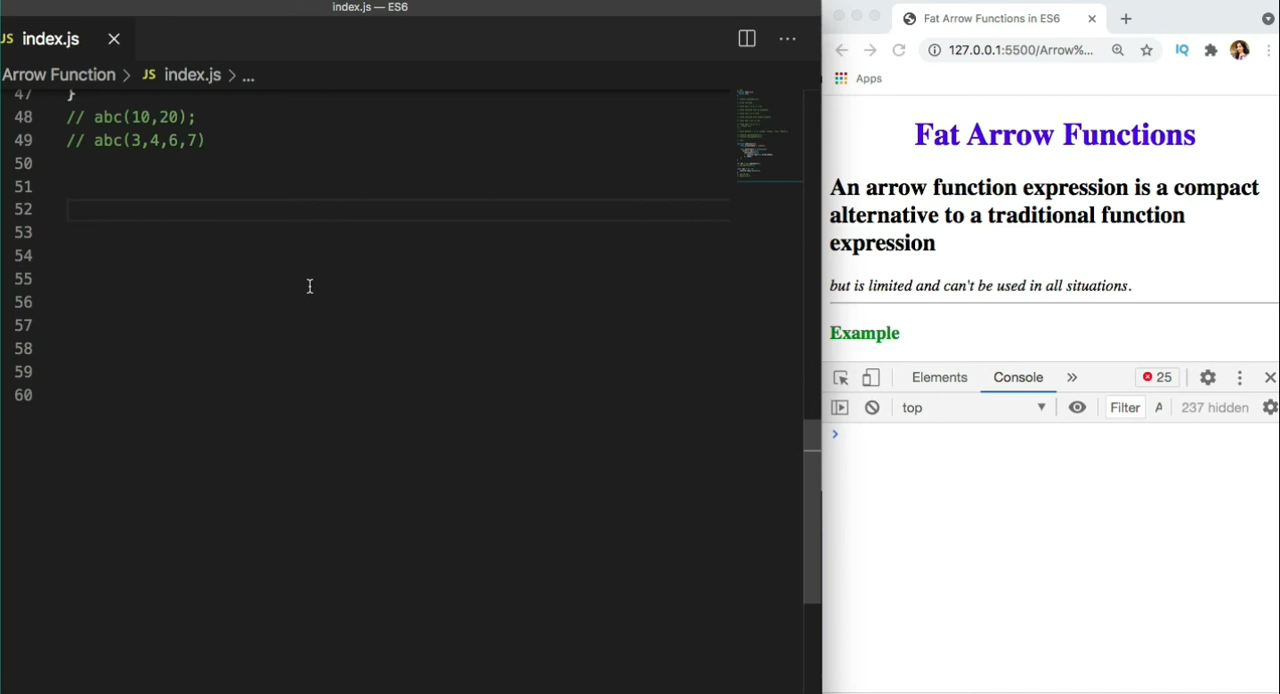 index.js — ES6
JS index.js
Arrow Function > JS index.js > ...
47 }
48 // abc(10,20);
49 // abc(3,4,6,7)
50
51
52
53
54
55
56
57
58
59
60
Fat Arrow Functions in ES6
127.0.0.1:5500/Arrow%...
IQ
Apps
Fat Arrow Functions
An arrow function expression is a compact
alternative to a traditional function
expression
but is limited and can't be used in all situations.
Example
Elements Console » 25
top Filter 237 hidden
>